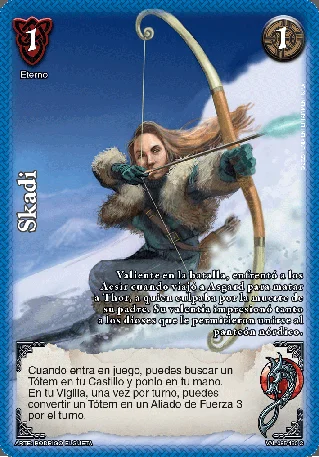 1
1
Eterno
Skadi
Valiente en la batalla, enfrentó a los
Aesir cuando viajó a Asgard para matar
a Thor, a quien culpaba por la muerte de
su padre. Su valentía impresionó tanto
a los dioses que le permitieron unirse al
panteón nórdico.
Cuando entra en juego, puedes buscar un
Tótem en tu Castillo y ponlo en tu mano.
En tu Vigilia, una vez por turno, puedes
convertir un Tótem en un Aliado de Fuerza 3
por el turno.
ARTE: RODRIGO ELGUETA